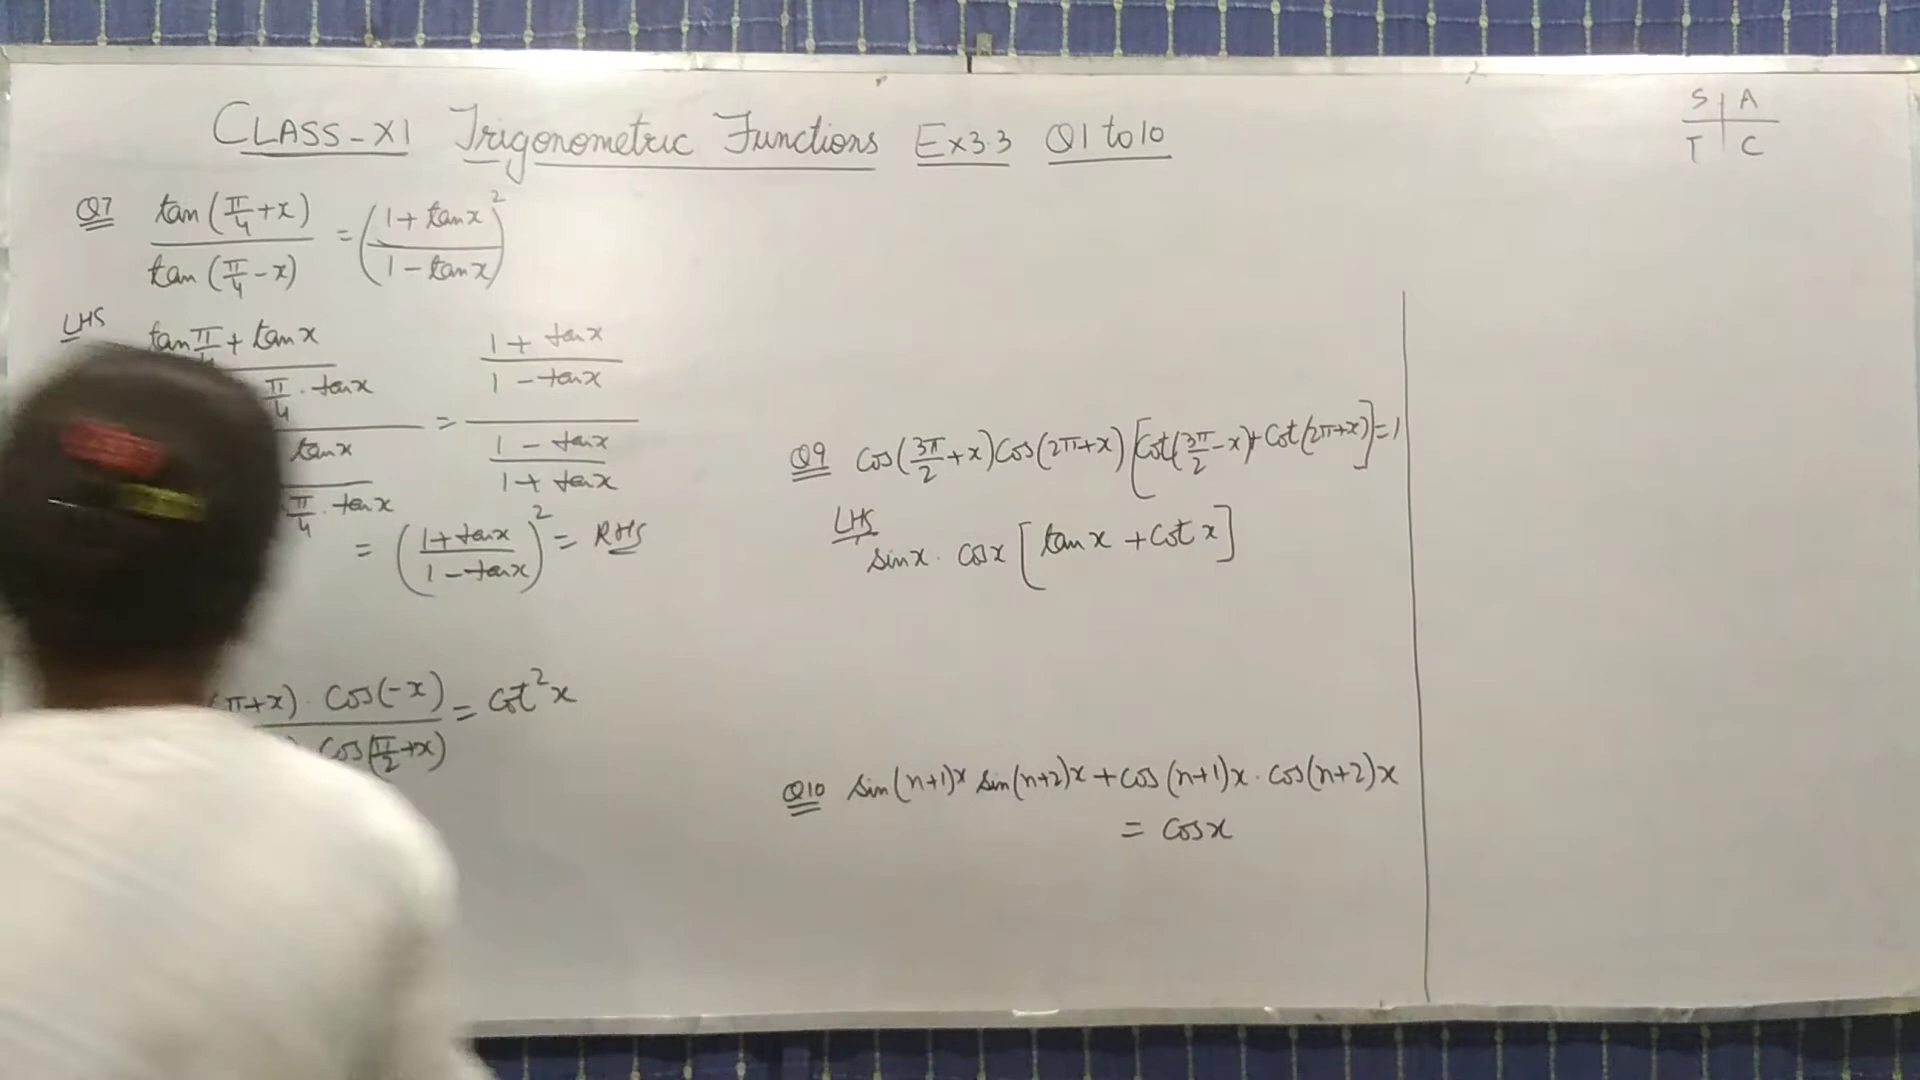 CLASS-XI Trigonometric Functions Ex3.3 Q1 to 10
S A
T C
Q7 tan(π/4+x) / tan(π/4-x) = ((1+tanx)/(1-tanx))²
LHS
tan π/4 + tanx
π/4 . tanx
tanx
π/4 . tanx
= (1+tanx)/(1-tanx) / (1-tanx)/(1+tanx)
= ((1+tanx)/(1-tanx))² = RHS
π+x) . Cos(-x) = Cot²x
) Cos(π/2+x)
Q9 Cos(3π/2+x)Cos(2π+x)[Cot(3π/2-x)+Cot(2π+x)]=1
LHS
sinx. cosx [tanx + Cotx]
Q10 sin(n+1)x sin(n+2)x + cos(n+1)x . cos(n+2)x
= cosx